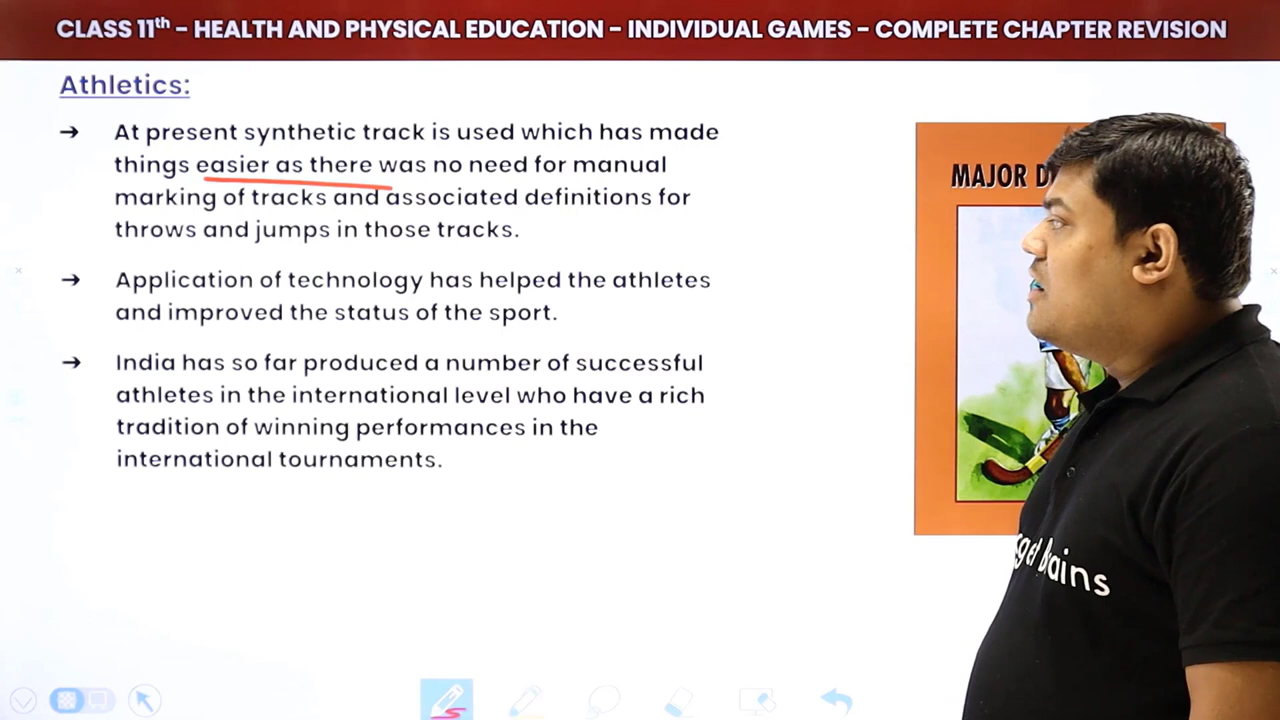 CLASS 11th - HEALTH AND PHYSICAL EDUCATION - INDIVIDUAL GAMES - COMPLETE CHAPTER REVISION
Athletics:
➔ At present synthetic track is used which has made
things easier as there was no need for manual
marking of tracks and associated definitions for
throws and jumps in those tracks.
➔ Application of technology has helped the athletes
and improved the status of the sport.
➔ India has so far produced a number of successful
athletes in the international level who have a rich
tradition of winning performances in the
international tournaments.
MAJOR